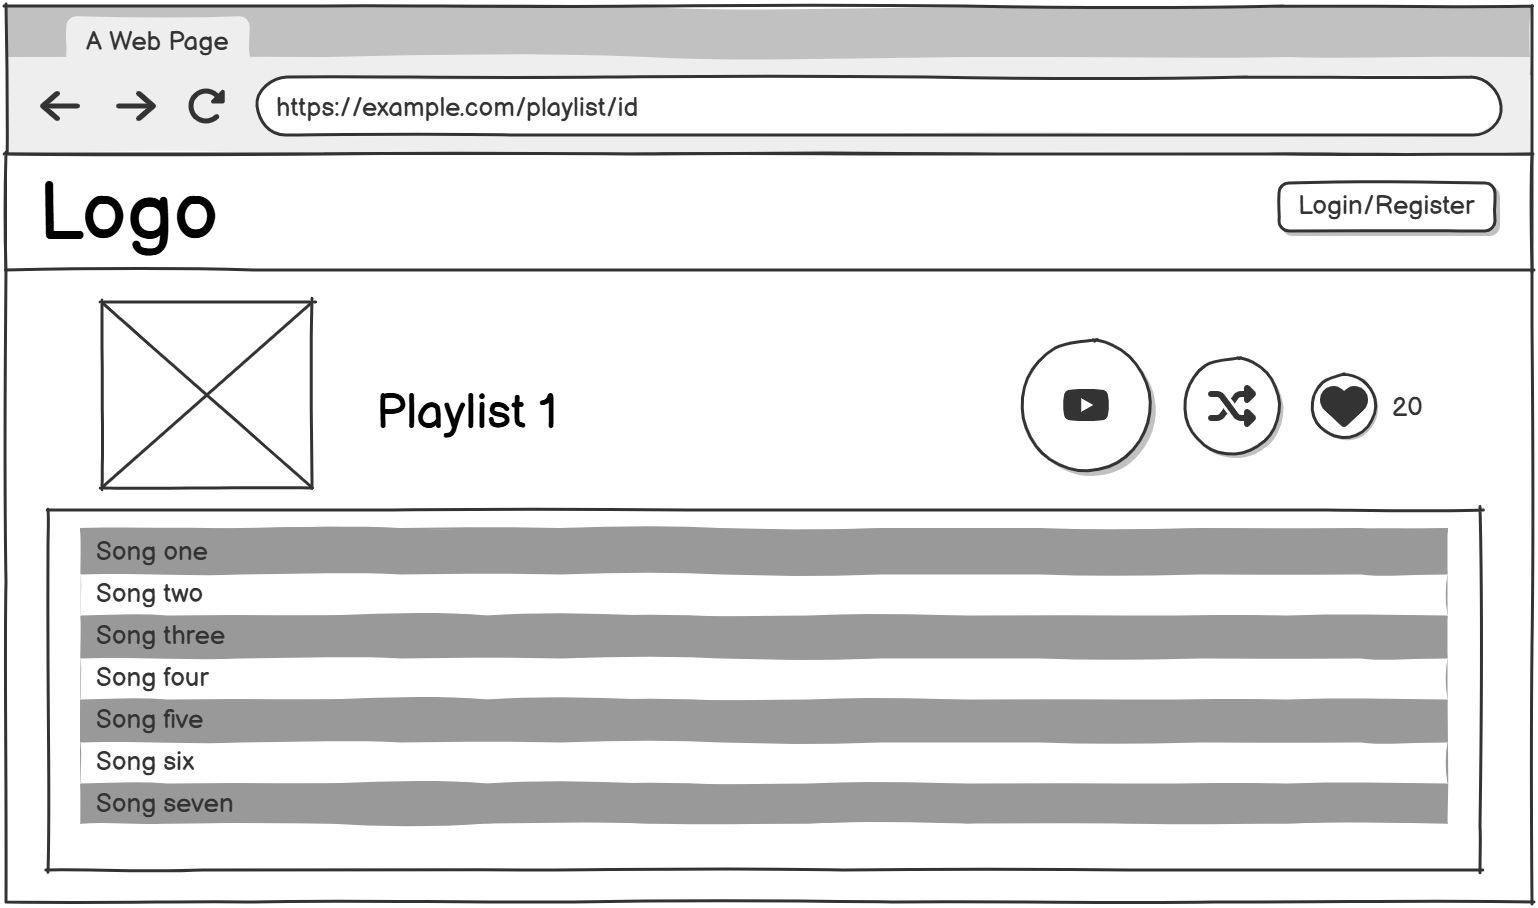 A Web Page
https://example.com/playlist/id
Logo
Login/Register
Playlist 1
20
Song one
Song two
Song three
Song four
Song five
Song six
Song seven